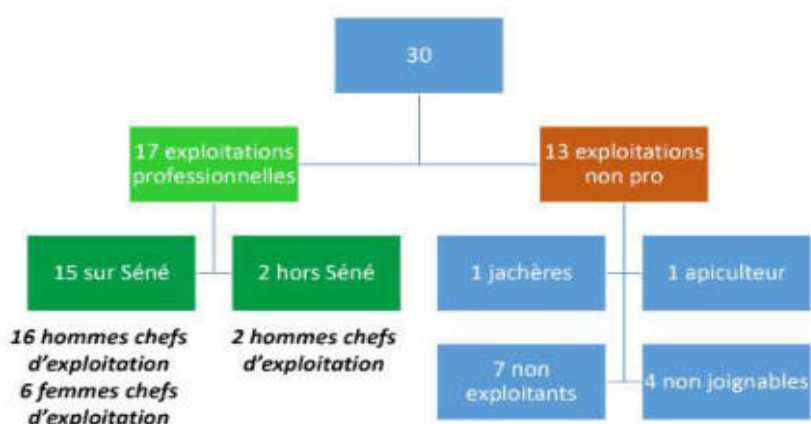 30
17 exploitations
professionnelles
13 exploitations
non pro
15 sur Séné
2 hors Séné
1 jachères
1 apiculteur
16 hommes chefs
d'exploitation
6 femmes chefs
d'exploitation
2 hommes chefs
d'exploitation
7 non
exploitants
4 non joignables